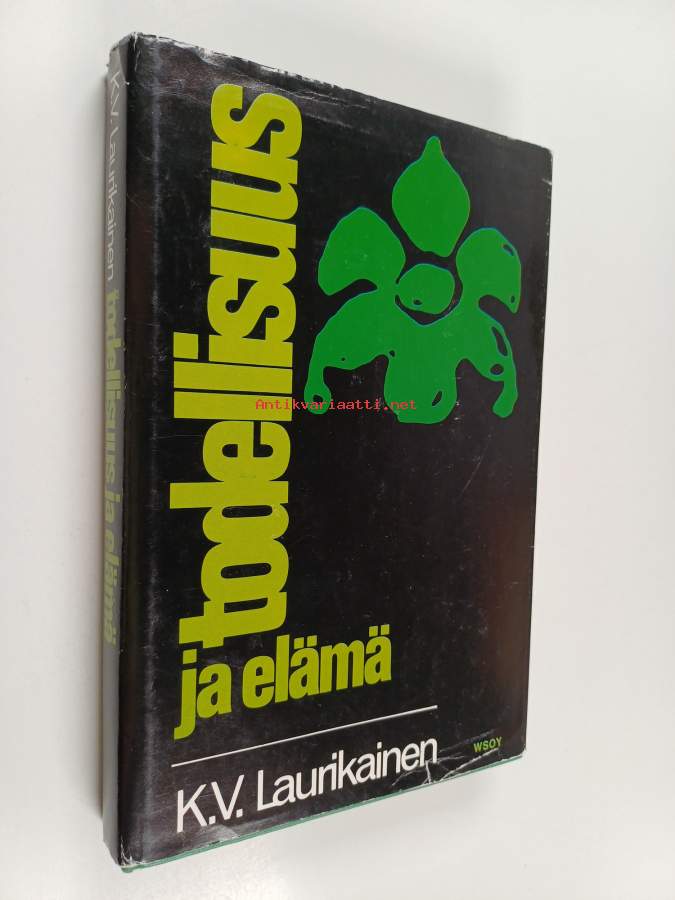 K.V. Laurikainen todellisuus ja elämä
todellisuus
ja elämä
K.V. Laurikainen
WSOY
Antikvariaatti.net